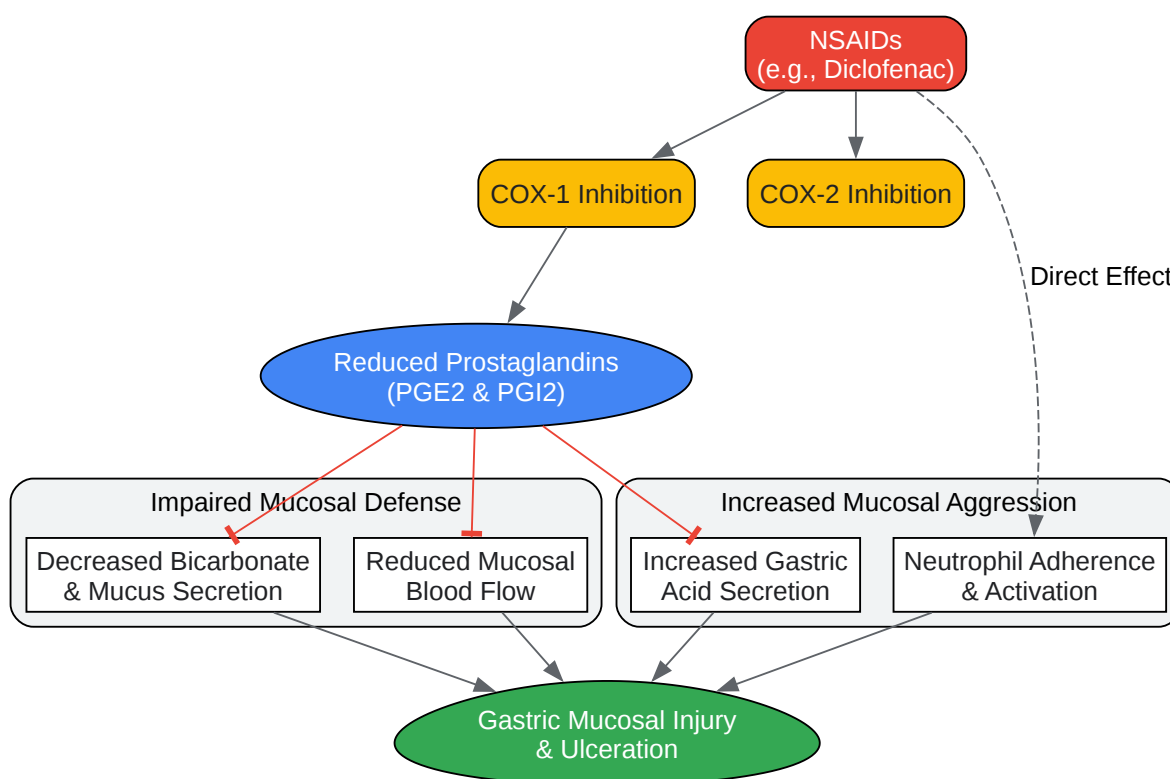 NSAIDs
(e.g., Diclofenac)
COX-1 Inhibition
COX-2 Inhibition
Direct Effect
Reduced Prostaglandins
(PGE2 & PGI2)
Impaired Mucosal Defense
Increased Mucosal Aggression
Decreased Bicarbonate
& Mucus Secretion
Reduced Mucosal
Blood Flow
Increased Gastric
Acid Secretion
Neutrophil Adherence
& Activation
Gastric Mucosal Injury
& Ulceration